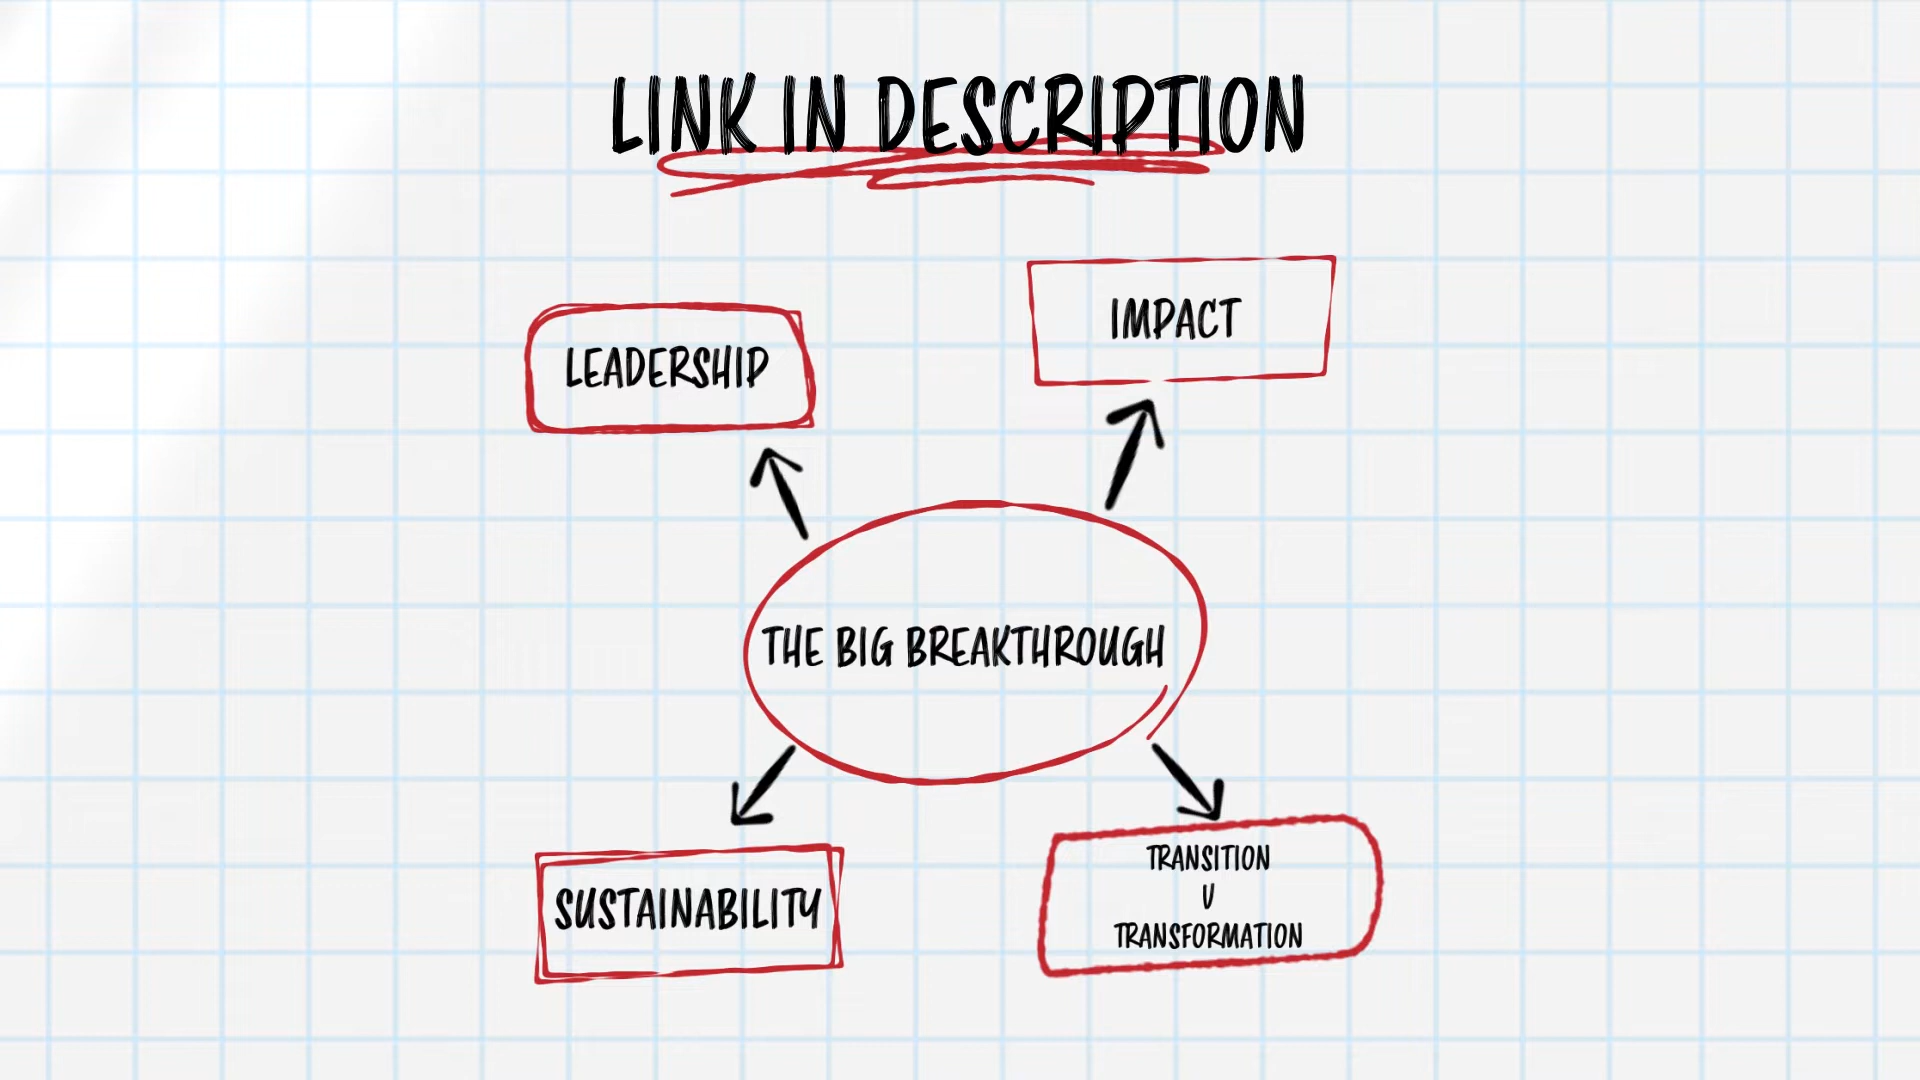 LINK IN DESCRIPTION
IMPACT
LEADERSHIP
THE BIG BREAKTHROUGH
SUSTAINABILITY
TRANSITION
V
TRANSFORMATION